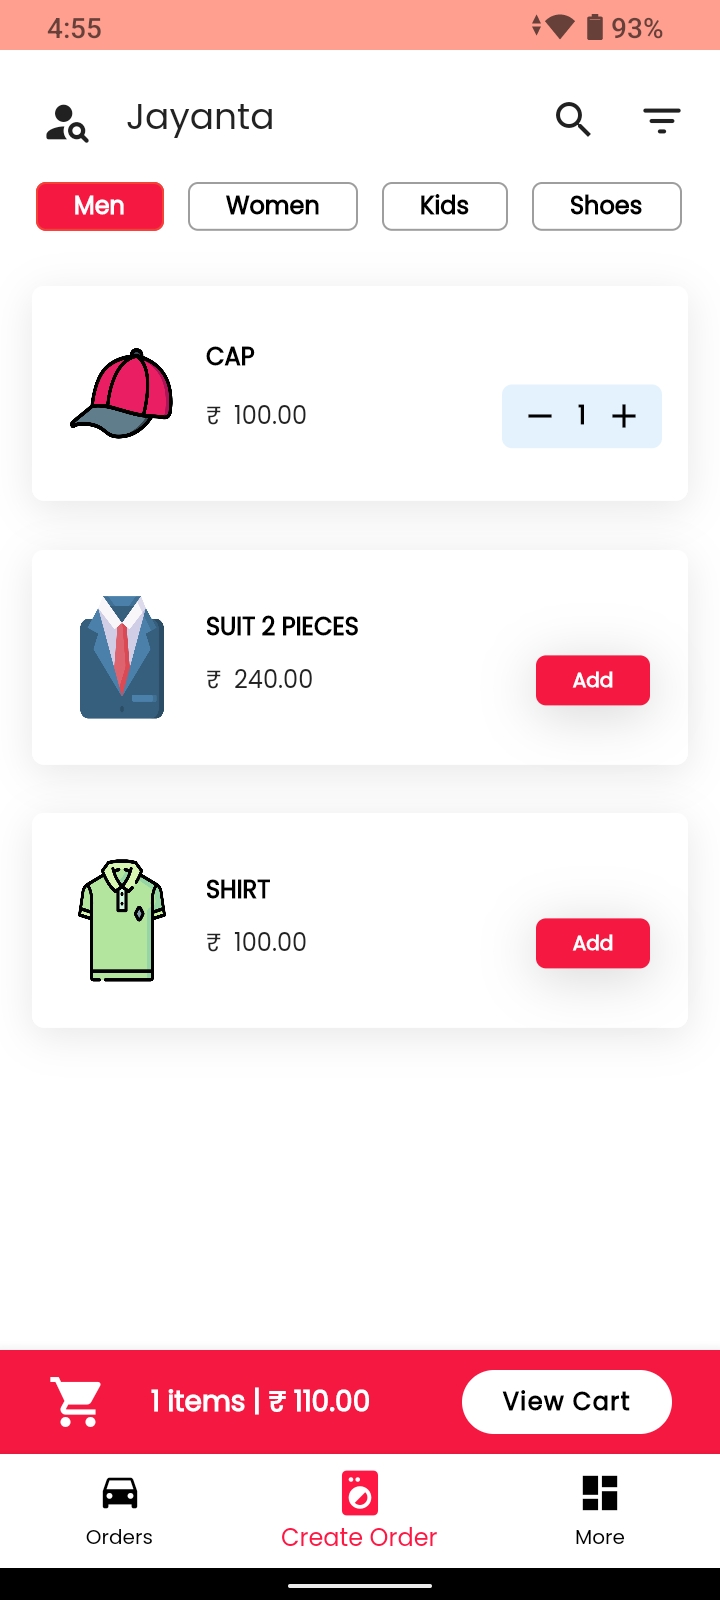 4:55 93%
Jayanta
Men Women Kids Shoes
CAP
₹ 100.00
1
SUIT 2 PIECES
₹ 240.00
Add
SHIRT
₹ 100.00
Add
1 items | ₹ 110.00 View Cart
Orders Create Order More